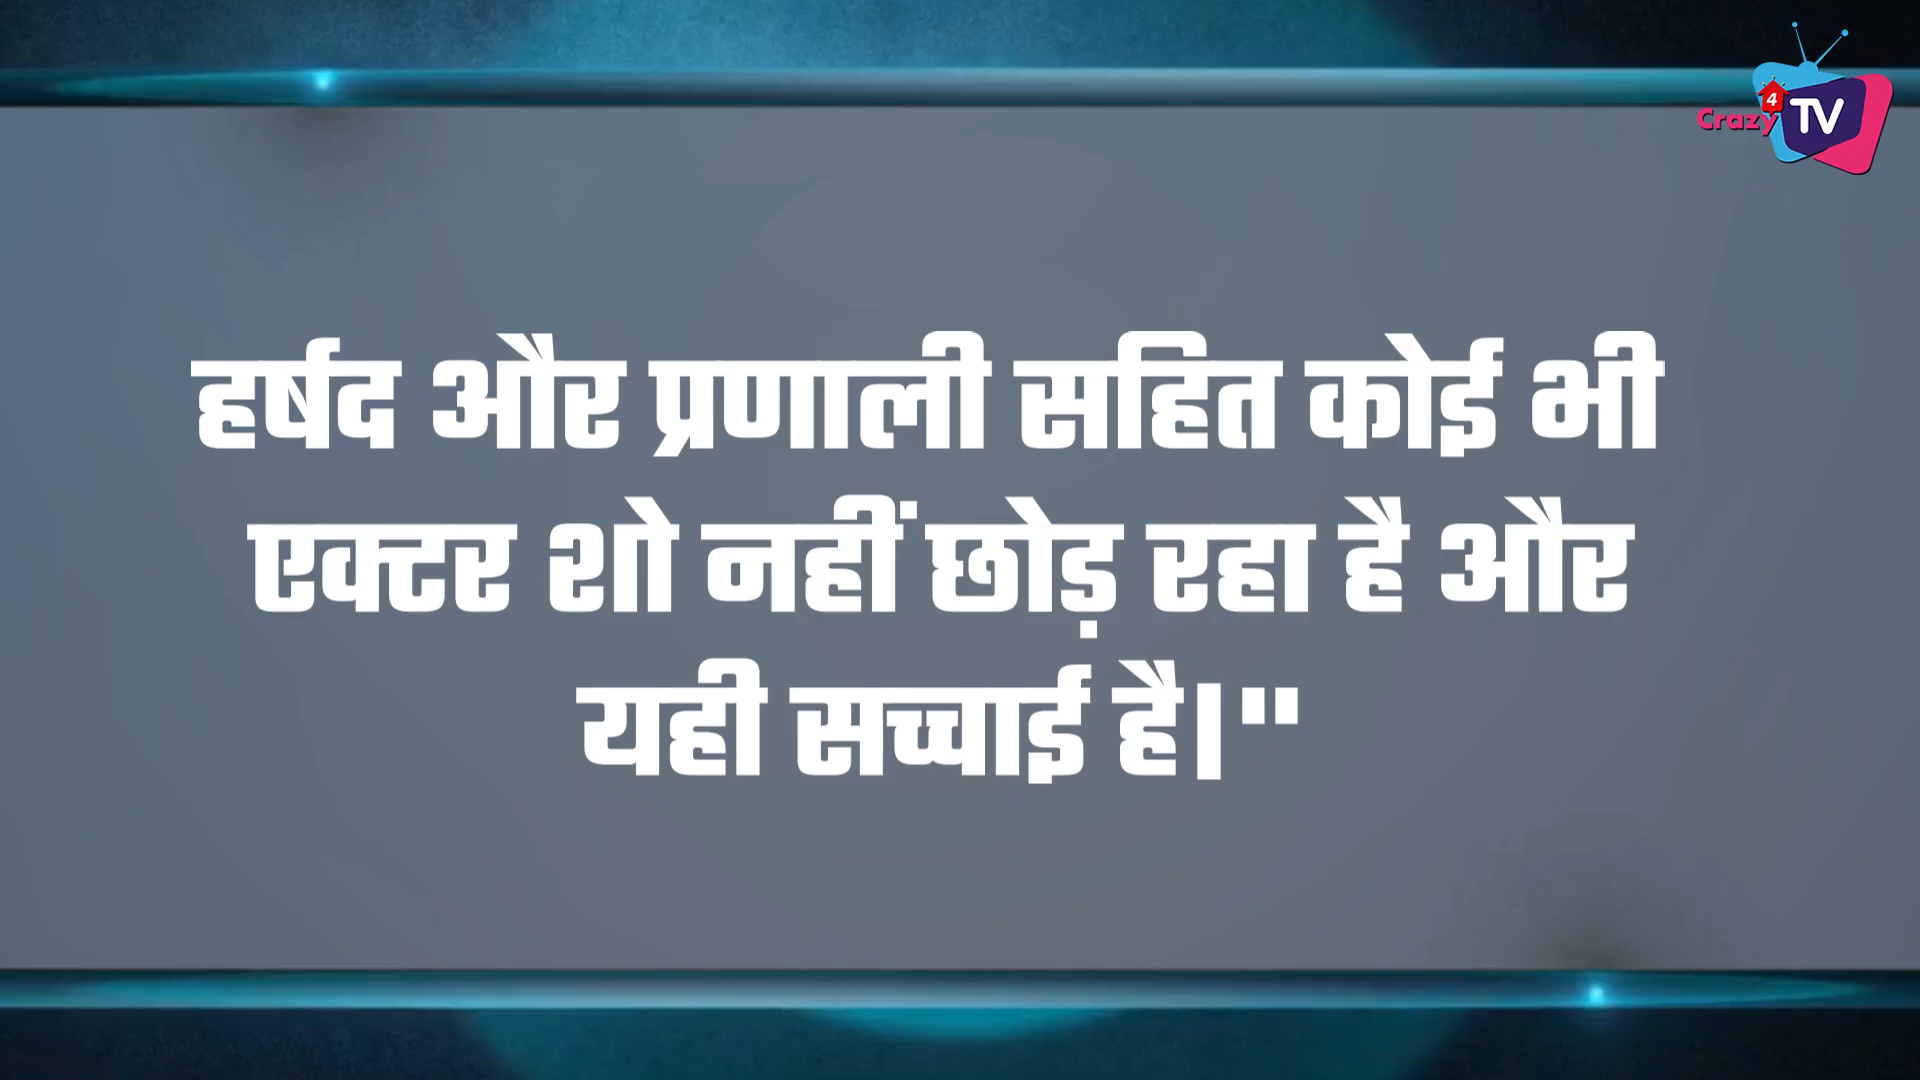 Crazy 4 TV
हर्षद और प्रणाली सहित कोई भी
एक्टर शो नहीं छोड़ रहा है और
यही सच्चाई है।"